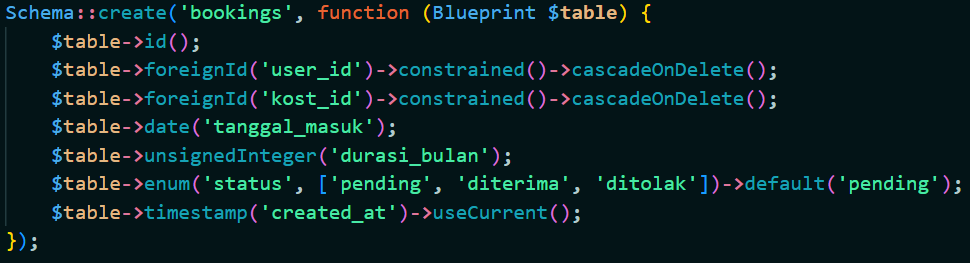 Schema::create('bookings', function (Blueprint $table) {
    $table->id();
    $table->foreignId('user_id')->constrained()->cascadeOnDelete();
    $table->foreignId('kost_id')->constrained()->cascadeOnDelete();
    $table->date('tanggal_masuk');
    $table->unsignedInteger('durasi_bulan');
    $table->enum('status', ['pending', 'diterima', 'ditolak'])->default('pending');
    $table->timestamp('created_at')->useCurrent();
});